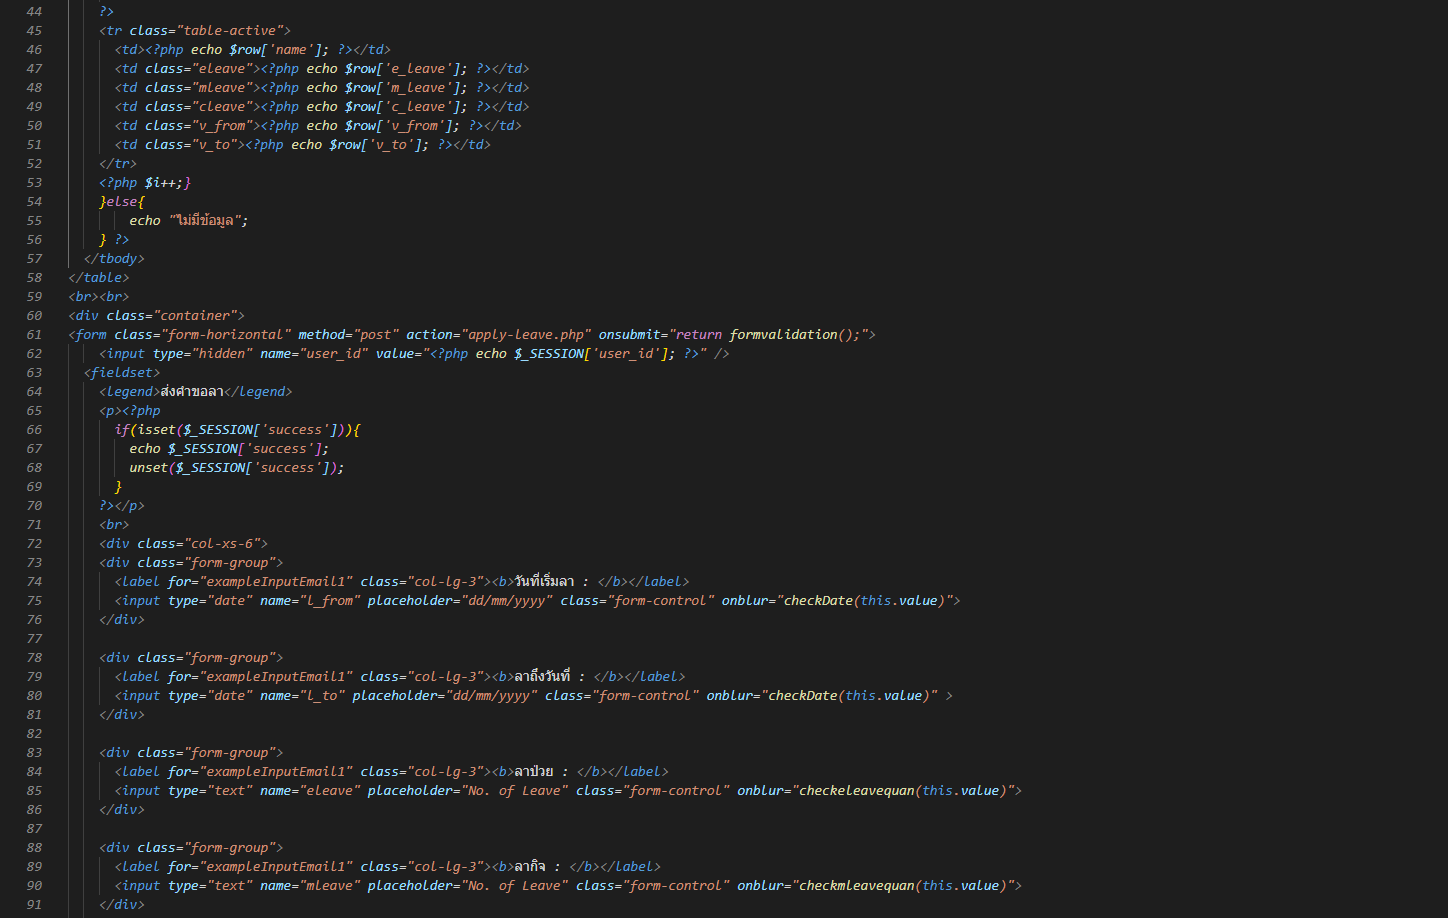 44 ?>
45 <tr class="table-active">
46 <td><?php echo $row['name']; ?></td>
47 <td class="eleave"><?php echo $row['e_leave']; ?></td>
48 <td class="mleave"><?php echo $row['m_leave']; ?></td>
49 <td class="cleave"><?php echo $row['c_leave']; ?></td>
50 <td class="v_from"><?php echo $row['v_from']; ?></td>
51 <td class="v_to"><?php echo $row['v_to']; ?></td>
52 </tr>
53 <?php $i++;}
54 }else{
55 echo "ไม่มีข้อมูล";
56 } ?>
57 </tbody>
58 </table>
59 <br><br>
60 <div class="container">
61 <form class="form-horizontal" method="post" action="apply-leave.php" onsubmit="return formvalidation();">
62 <input type="hidden" name="user_id" value="<?php echo $_SESSION['user_id']; ?>" />
63 <fieldset>
64 <legend>ส่งคำขอลา</legend>
65 <p><?php
66 if(isset($_SESSION['success'])){
67 echo $_SESSION['success'];
68 unset($_SESSION['success']);
69 }
70 ?></p>
71 <br>
72 <div class="col-xs-6">
73 <div class="form-group">
74 <label for="exampleInputEmail1" class="col-lg-3"><b>วันที่เริ่มลา : </b></label>
75 <input type="date" name="l_from" placeholder="dd/mm/yyyy" class="form-control" onblur="checkDate(this.value)">
76 </div>
77
78 <div class="form-group">
79 <label for="exampleInputEmail1" class="col-lg-3"><b>ลาถึงวันที่ : </b></label>
80 <input type="date" name="l_to" placeholder="dd/mm/yyyy" class="form-control" onblur="checkDate(this.value)" >
81 </div>
82
83 <div class="form-group">
84 <label for="exampleInputEmail1" class="col-lg-3"><b>ลาป่วย : </b></label>
85 <input type="text" name="eleave" placeholder="No. of Leave" class="form-control" onblur="checkeleavequan(this.value)">
86 </div>
87
88 <div class="form-group">
89 <label for="exampleInputEmail1" class="col-lg-3"><b>ลากิจ : </b></label>
90 <input type="text" name="mleave" placeholder="No. of Leave" class="form-control" onblur="checkmleavequan(this.value)">
91 </div>